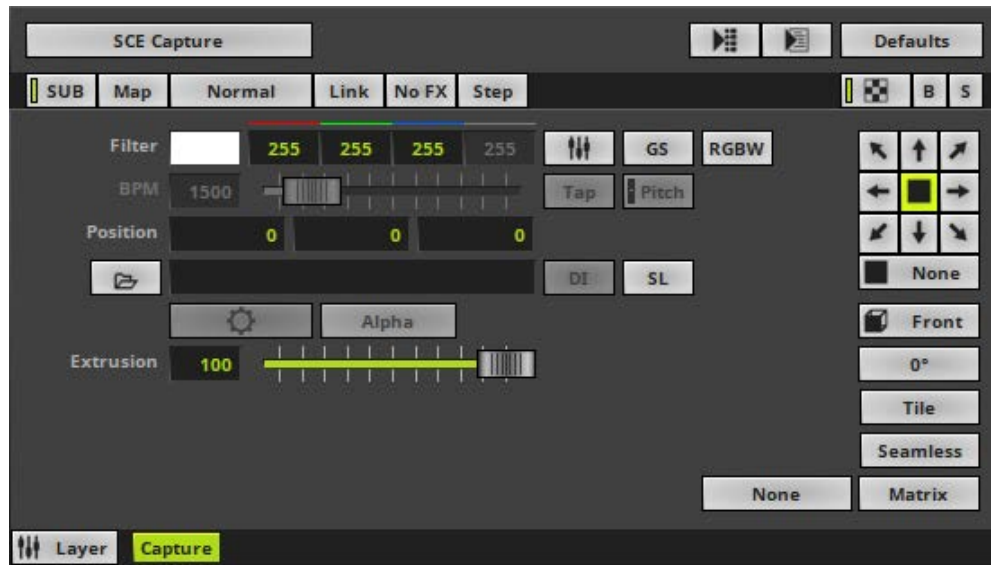 SCE Capture Defaults
SUB Map Normal Link No FX Step B S
Filter 255 255 255 255 GS RGBW
BPM 1500 Tap Pitch
Position 0 0 0
DI SL None
Alpha Front
Extrusion 100 0°
Tile
Seamless
None Matrix
Layer Capture